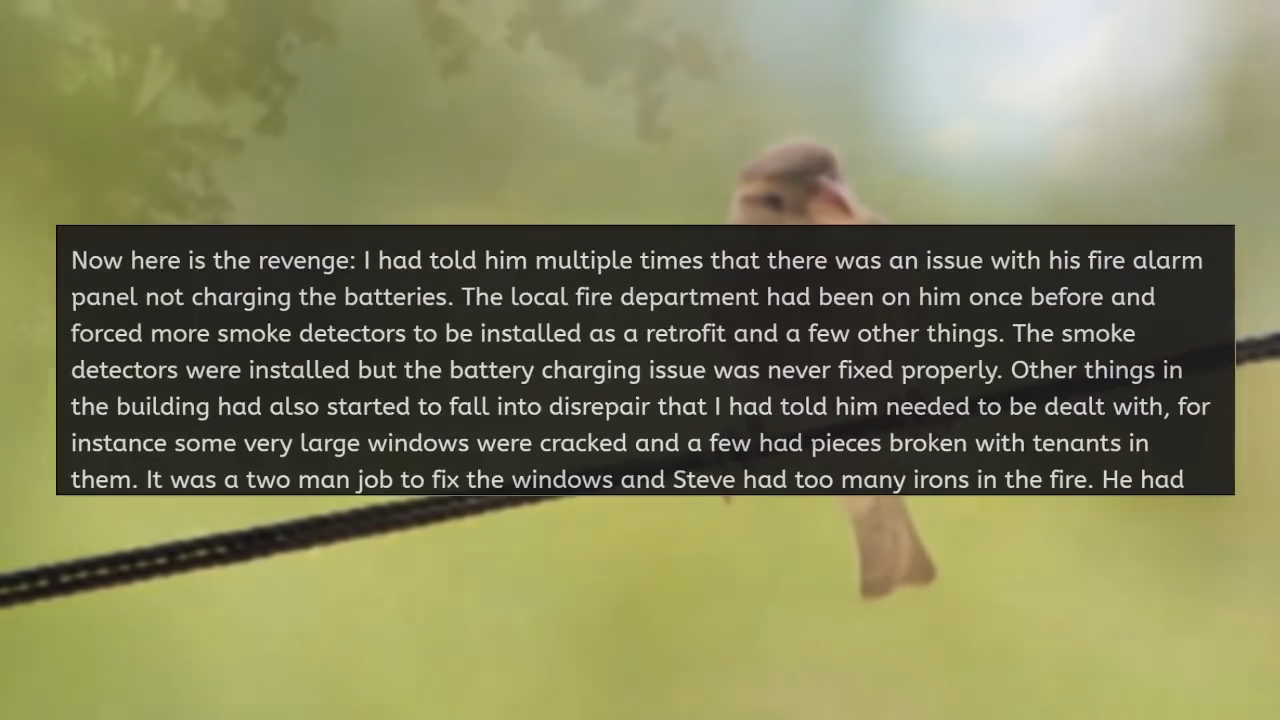 Now here is the revenge: I had told him multiple times that there was an issue with his fire alarm
panel not charging the batteries. The local fire department had been on him once before and
forced more smoke detectors to be installed as a retrofit and a few other things. The smoke
detectors were installed but the battery charging issue was never fixed properly. Other things in
the building had also started to fall into disrepair that I had told him needed to be dealt with, for
instance some very large windows were cracked and a few had pieces broken with tenants in
them. It was a two man job to fix the windows and Steve had too many irons in the fire. He had